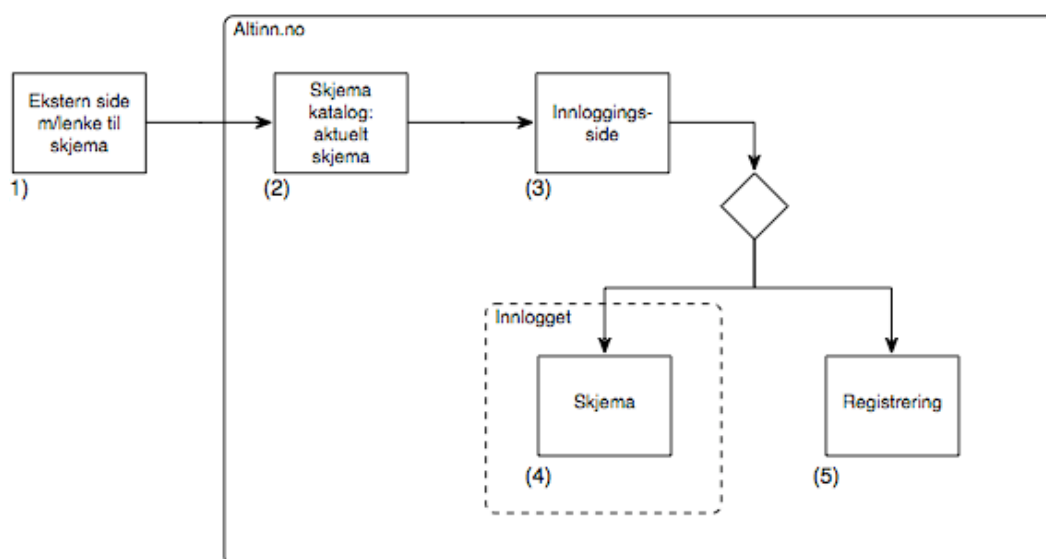 Altinn.no
Ekstern side
m/lenke til
skjema
1)
Skjema
katalog:
aktuelt
skjema
(2)
Innloggings-
side
(3)
Innlogget
Skjema
(4)
Registrering
(5)